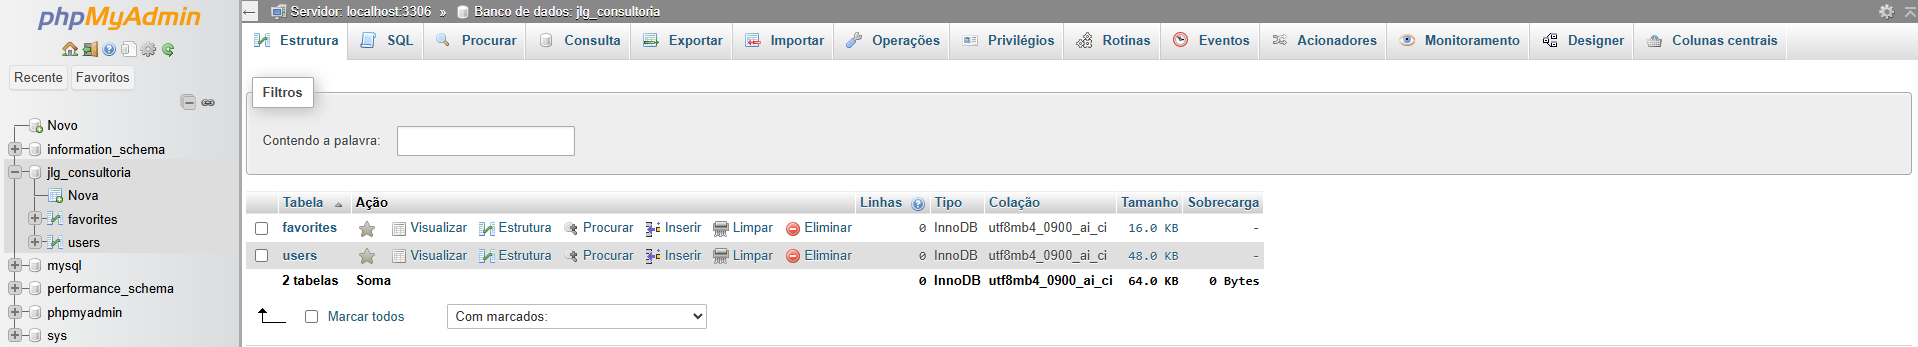 phpMyAdmin
Recente Favoritos
Novo
information_schema
jlg_consultoria
Nova
favorites
users
mysql
performance_schema
phpmyadmin
sys
Servidor: localhost:3306 » Banco de dados: jlg_consultoria
Estrutura SQL Procurar Consulta Exportar Importar Operações Privilégios Rotinas Eventos Acionadores Monitoramento Designer Colunas centrais
Filtros
Contendo a palavra:
Tabela Ação Linhas Tipo Colação Tamanho Sobrecarga
favorites Visualizar Estrutura Procurar Inserir Limpar Eliminar 0 InnoDB utf8mb4_0900_ai_ci 16.0 KB -
users Visualizar Estrutura Procurar Inserir Limpar Eliminar 0 InnoDB utf8mb4_0900_ai_ci 48.0 KB -
2 tabelas Soma 0 InnoDB utf8mb4_0900_ai_ci 64.0 KB 0 Bytes
Marcar todos Com marcados: